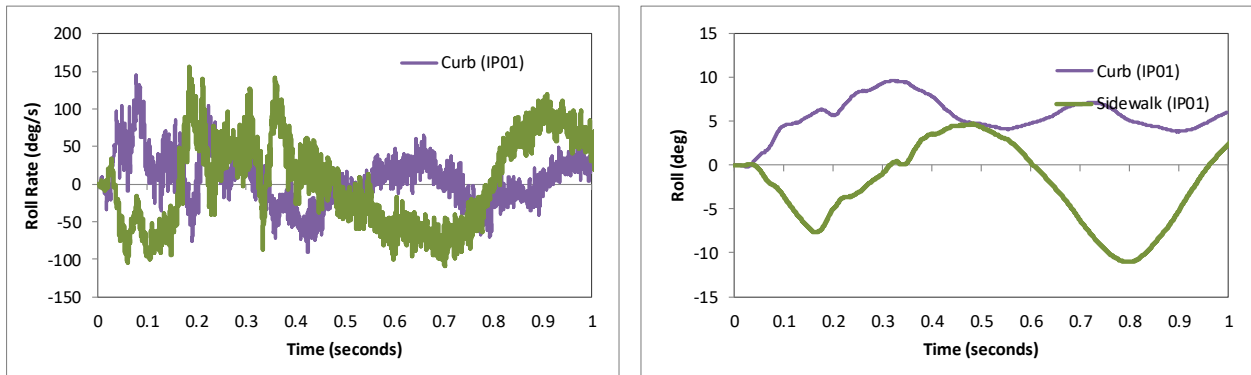 200
150
100
50
0
-50
-100
-150
Roll Rate (deg/s)
Curb (IP01)
0 0.1 0.2 0.3 0.4 0.5 0.6 0.7 0.8 0.9 1
Time (seconds)
15
10
5
0
-5
-10
-15
Roll (deg)
Curb (IP01)
Sidewalk (IP01)
0 0.1 0.2 0.3 0.4 0.5 0.6 0.7 0.8 0.9 1
Time (seconds)